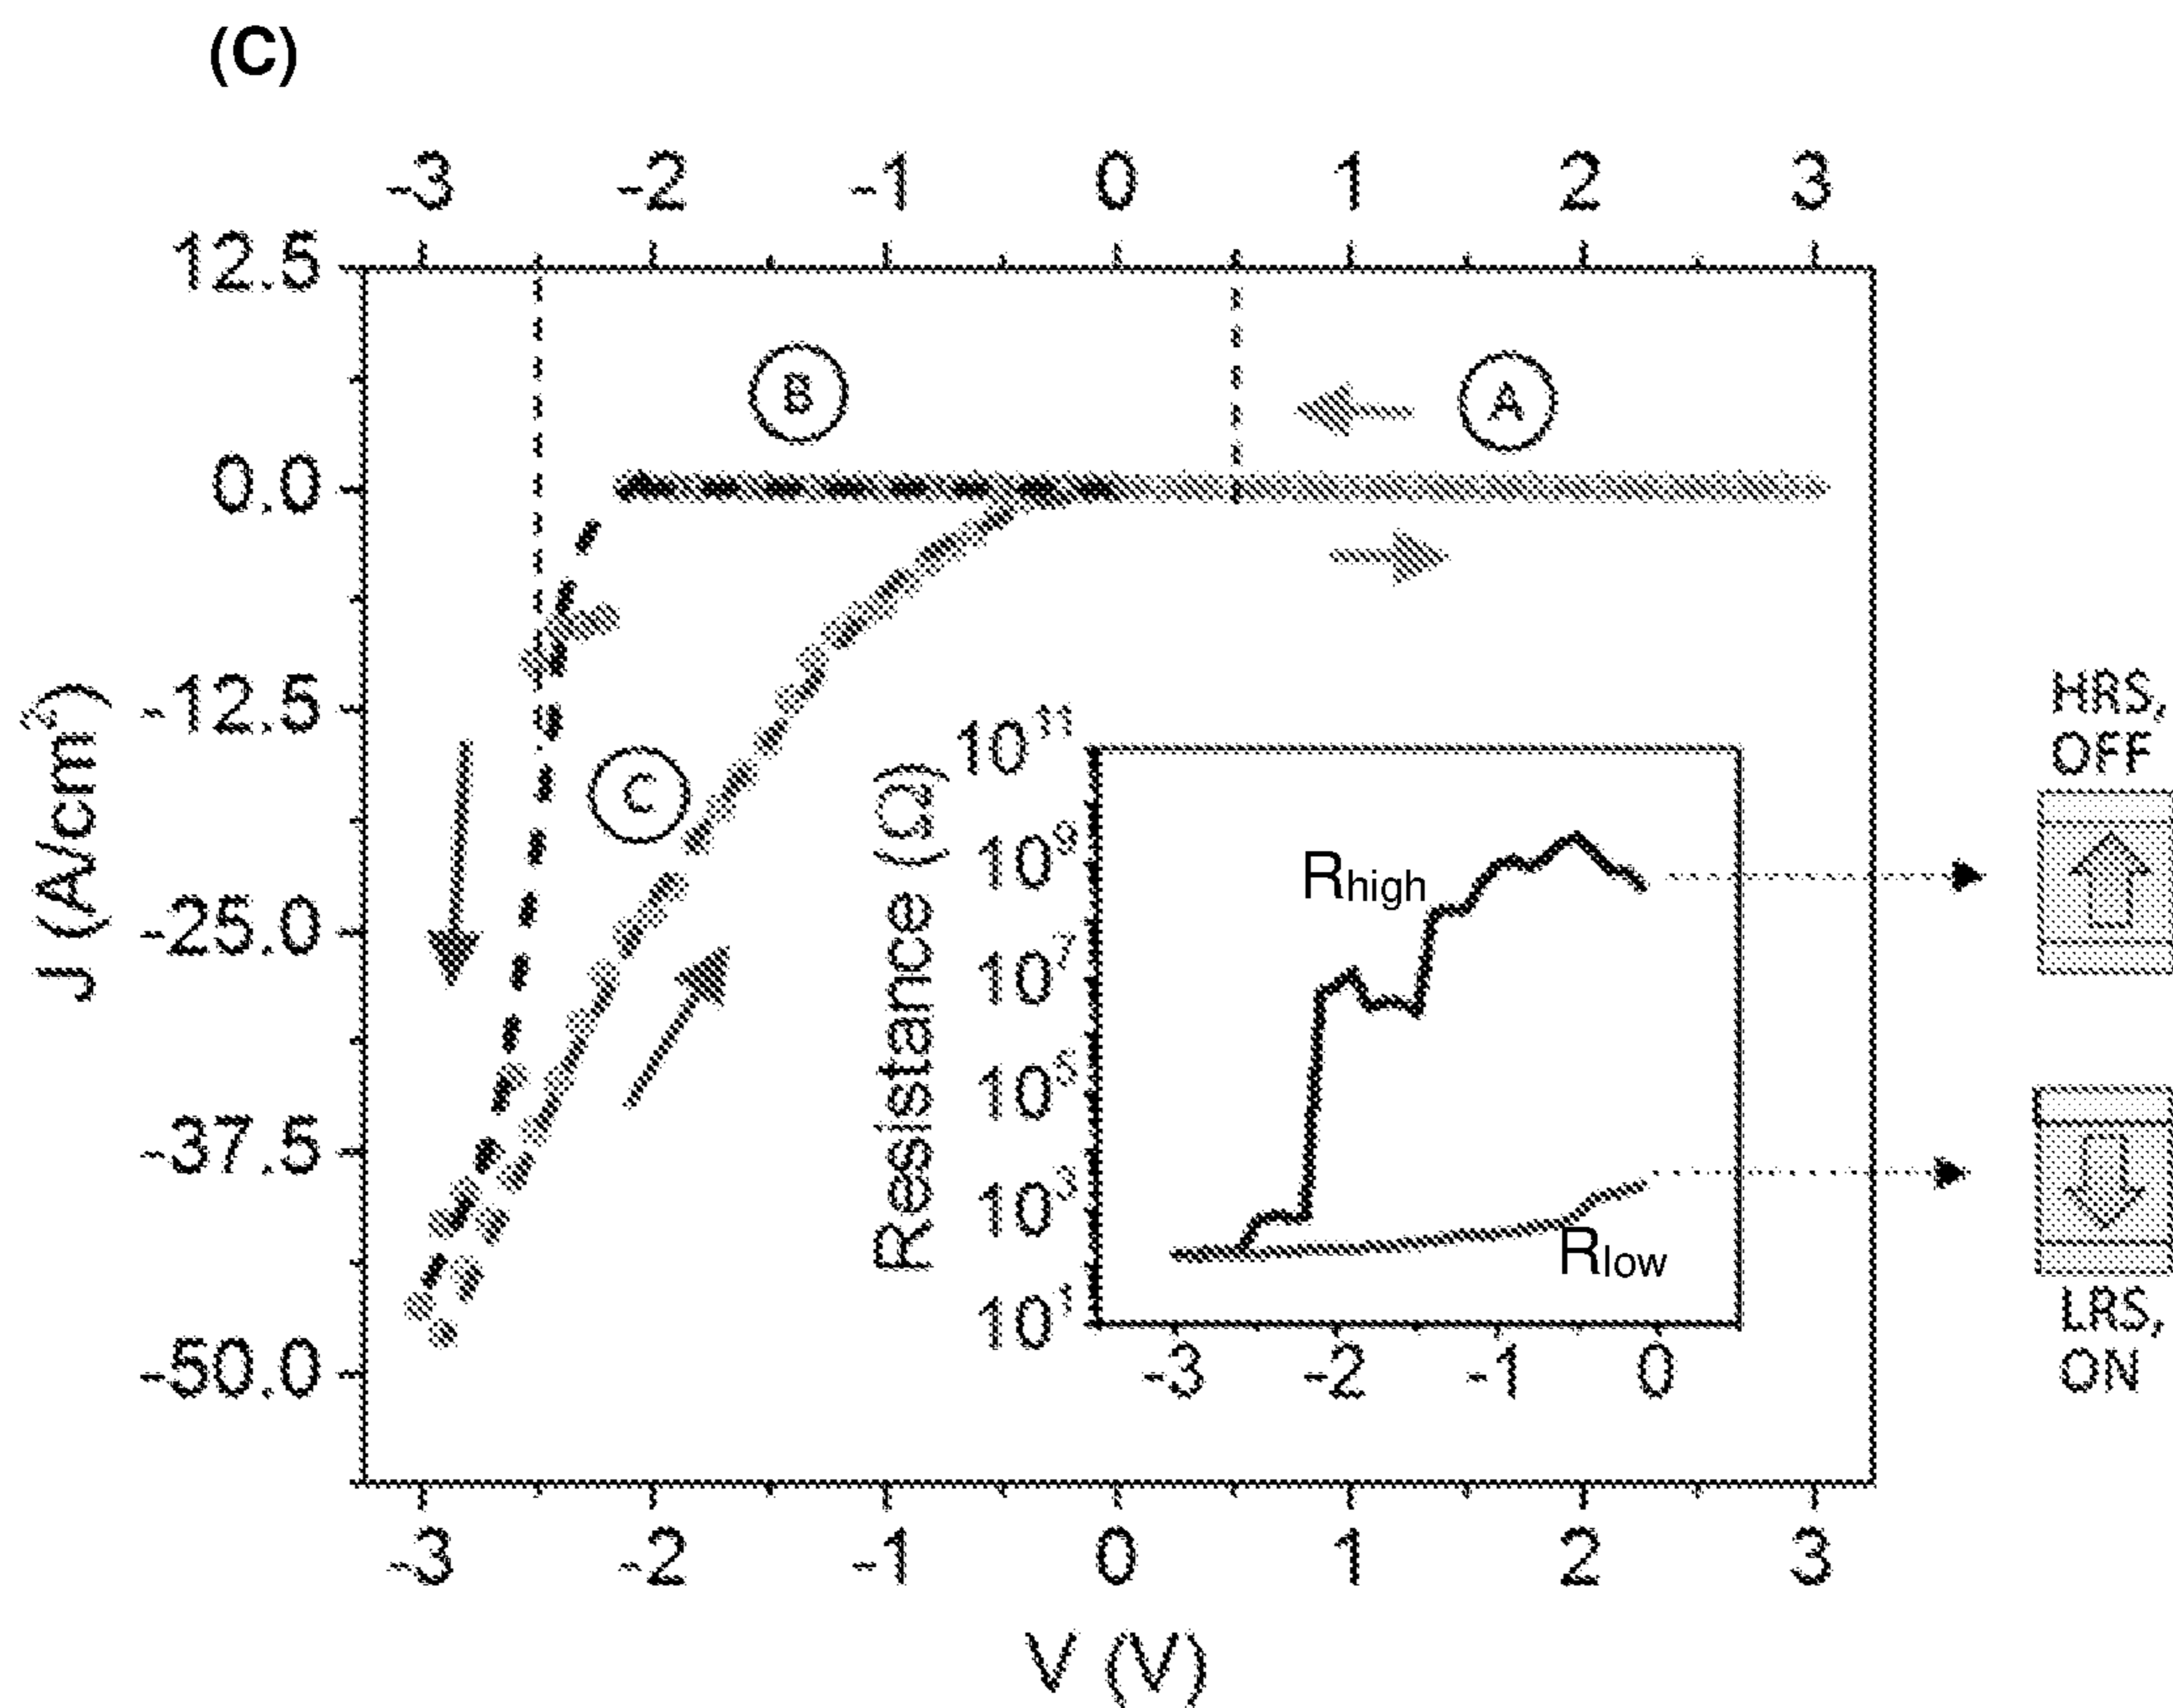 (C)
-3 -2 -1 0 1 2 3
12.5
0.0
-12.5
-25.0
-37.5
-50.0
J (A/cm²)
B
A
C
Resistance (Ω)
10¹¹
10⁹
10⁷
10⁵
10³
10¹
Rhigh
Rlow
-3 -2 -1 0
HRS,
OFF
LRS,
ON
-3 -2 -1 0 1 2 3
V (V)